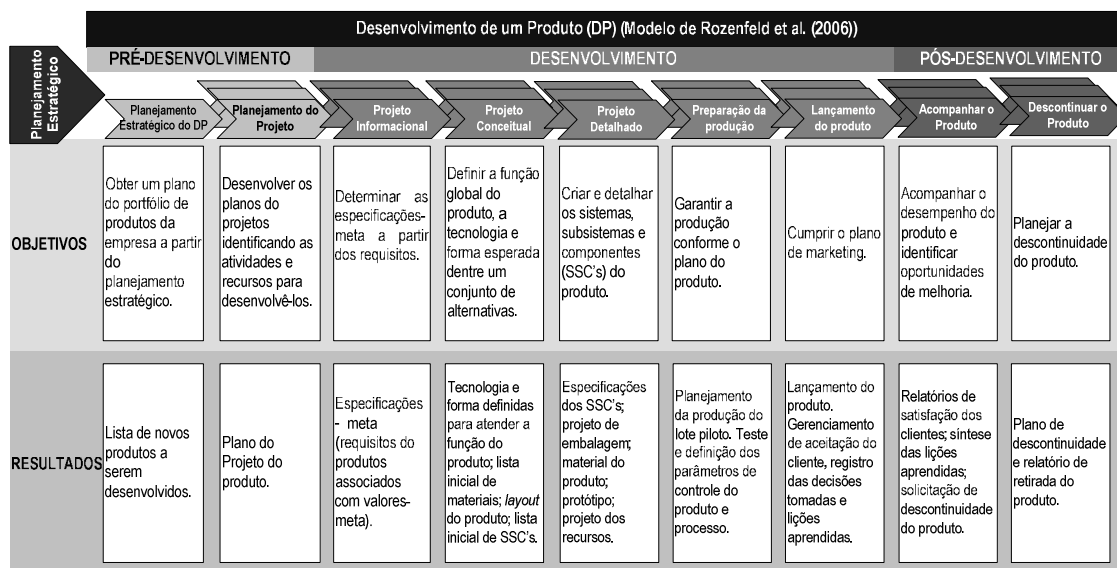 Desenvolvimento de um Produto (DP) (Modelo de Rozenfeld et al. (2006))
Planejamento
Estratégico
PRÉ-DESENVOLVIMENTO
DESENVOLVIMENTO
PÓS-DESENVOLVIMENTO
Planejamento
Estratégico do DP
Planejamento do
Projeto
Projeto
Informacional
Projeto
Conceitual
Projeto
Detalhado
Preparação da
produção
Lançamento
do produto
Acompanhar o
Produto
Descontinuar o
Produto
OBJETIVOS
Obter um plano
do portfólio de
produtos da
empresa a partir
do
planejamento
estratégico.
Desenvolver os
planos do
projetos
identificando as
atividades e
recursos para
desenvolvê-los.
Determinar as
especificações-
meta a partir
dos requisitos.
Definir a função
global do
produto, a
tecnologia e
forma esperada
dentre um
conjunto de
alternativas.
Criar e detalhar
os sistemas,
subsistemas e
componentes
(SSC's) do
produto.
Garantir a
produção
conforme o
plano do
produto.
Cumprir o plano
de marketing.
Acompanhar o
desempenho do
produto e
identificar
oportunidades
de melhoria.
Planejar a
descontinuidade
do produto.
RESULTADOS
Lista de novos
produtos a
serem
desenvolvidos.
Plano do
Projeto do
produto.
Especificações
- meta
(requisitos do
produtos
associados
com valores-
meta).
Tecnologia e
forma definidas
para atender a
função do
produto; lista
inicial de
materiais; layout
do produto; lista
inicial de SSC's.
Especificações
dos SSC's;
projeto de
embalagem;
material do
produto;
protótipo;
projeto dos
recursos.
Planejamento
da produção do
lote piloto. Teste
e definição dos
parâmetros de
controle do
produto e
processo.
Lançamento do
produto.
Gerenciamento
de aceitação do
cliente, registro
das decisões
tomadas e
lições
aprendidas.
Relatórios de
satisfação dos
clientes; síntese
das lições
aprendidas;
solicitação de
descontinuidade
do produto.
Plano de
descontinuidade
e relatório de
retirada do
produto.